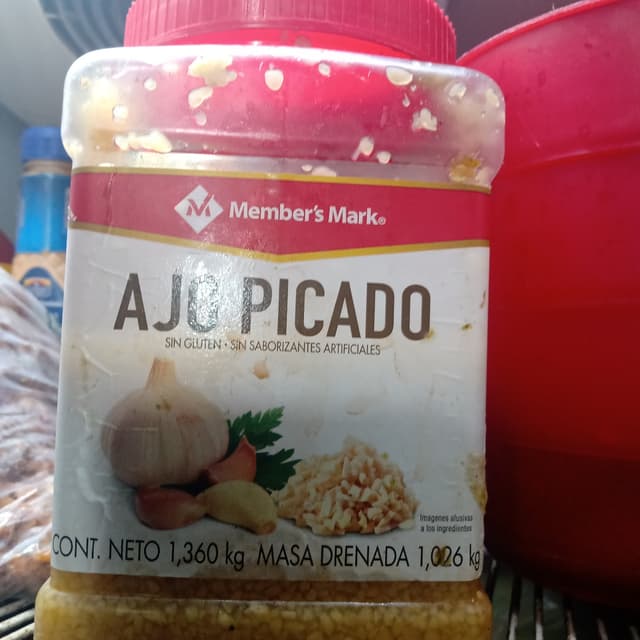 Member's Mark®
AJO PICADO
SIN GLUTEN • SIN SABORIZANTES ARTIFICIALES
Imágenes alusivas
a los ingredientes
CONT. NETO 1,360 kg MASA DRENADA 1,026 kg